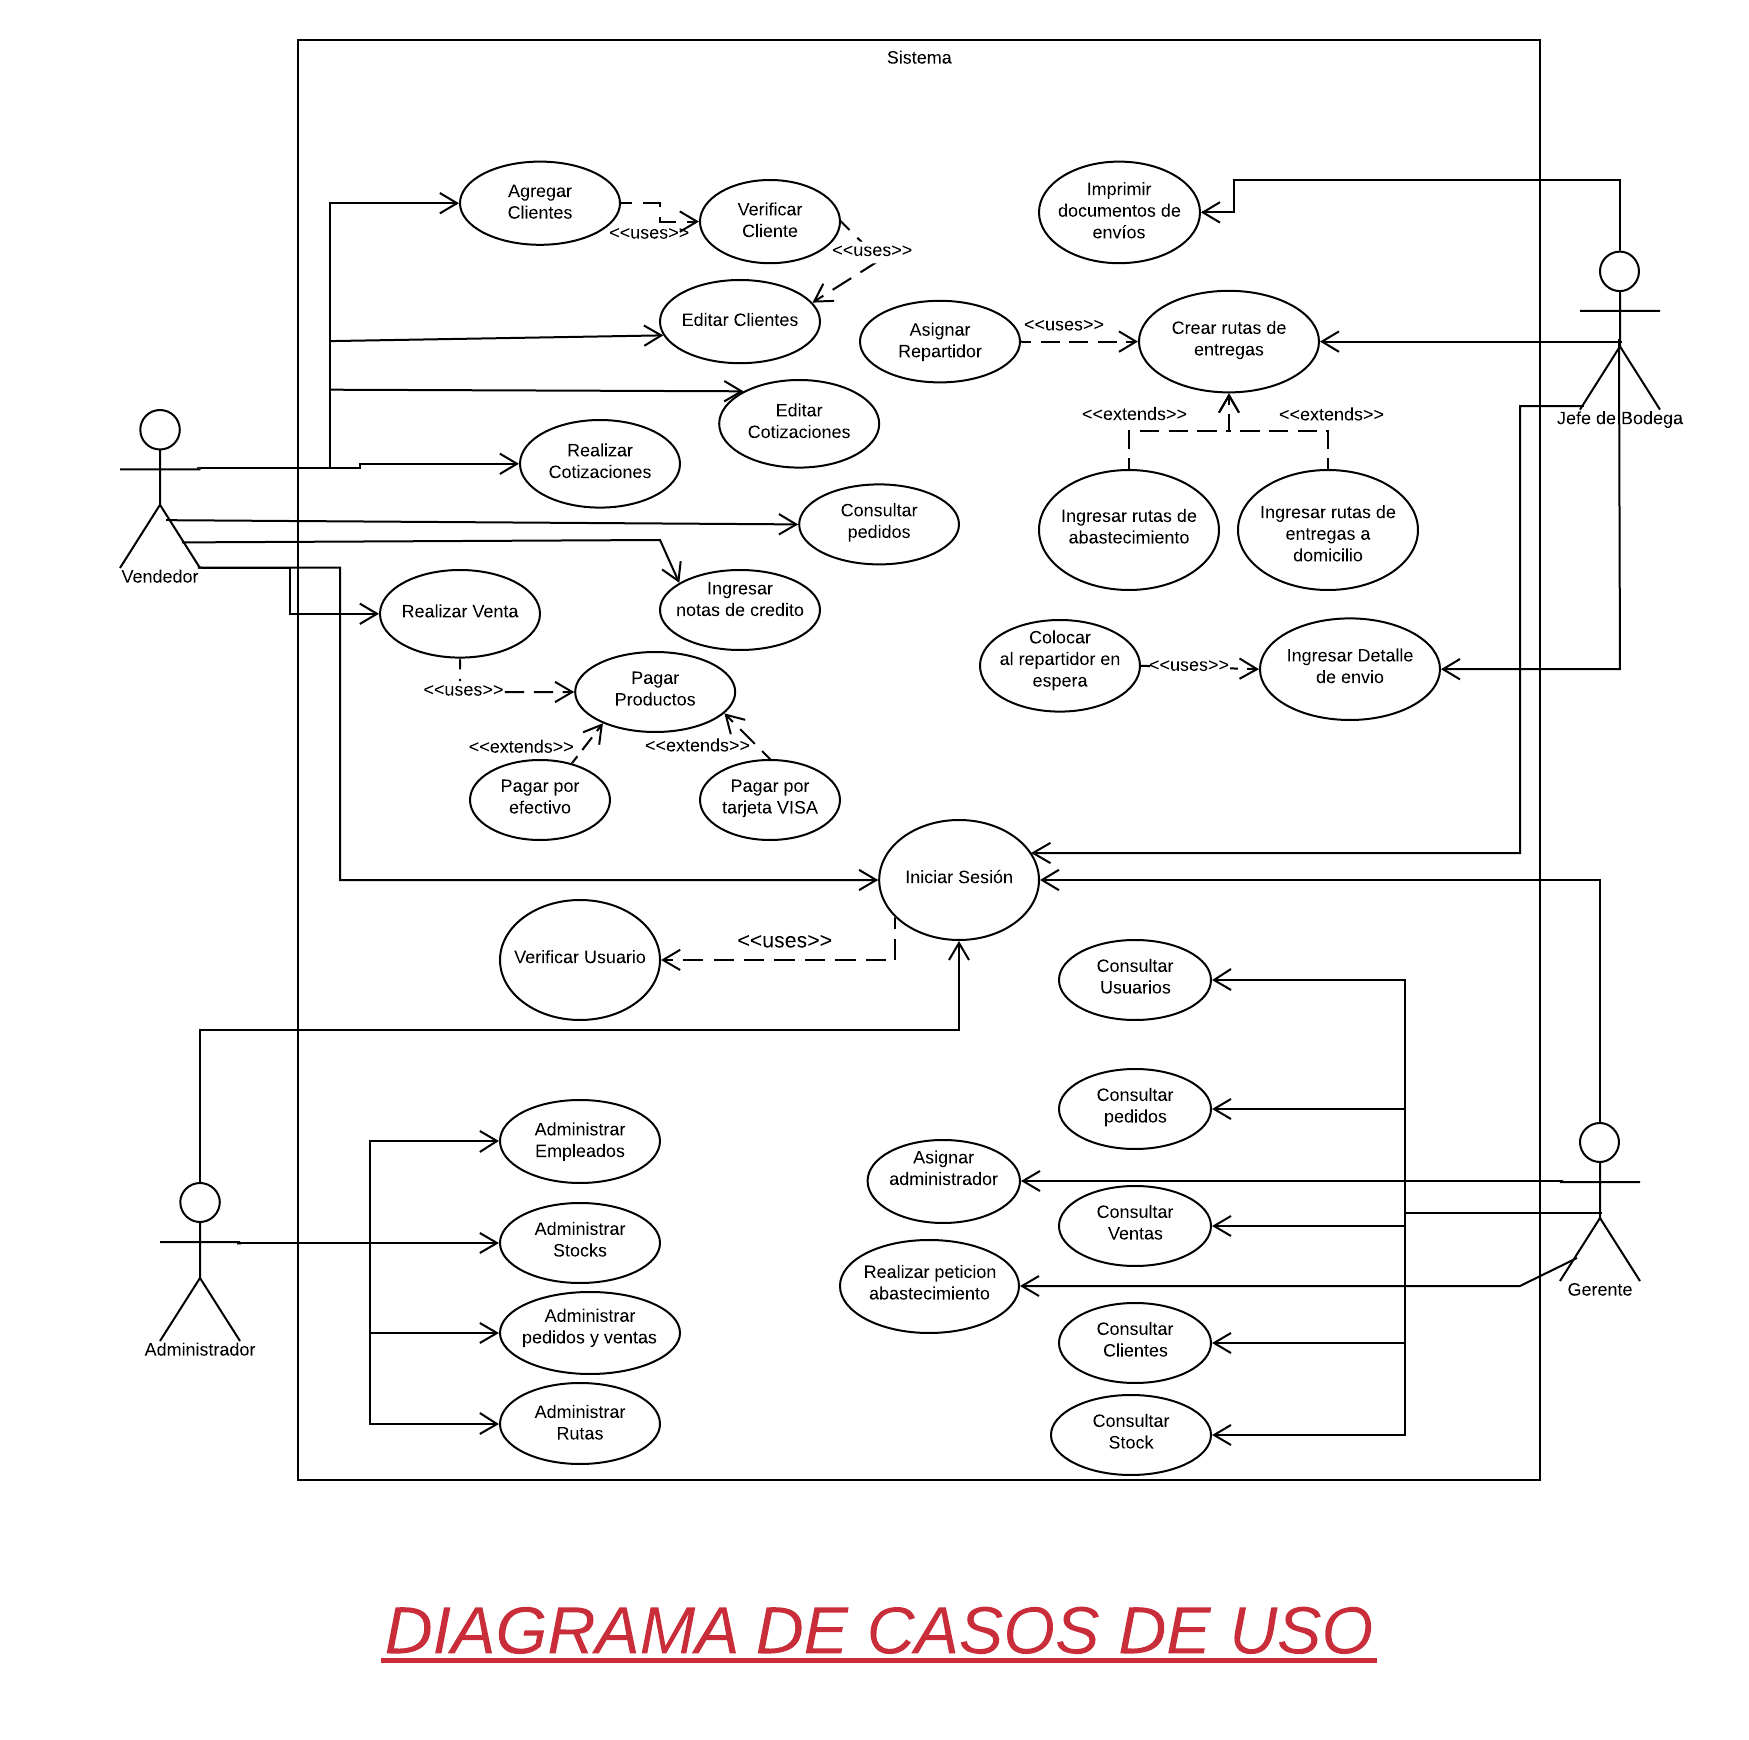 Sistema
Agregar
Clientes
<<uses>>
Verificar
Cliente
<<uses>>
Editar Clientes
Editar
Cotizaciones
Realizar
Cotizaciones
Consultar
pedidos
Vendedor
Realizar Venta
Ingresar
notas de credito
<<uses>>
Pagar
Productos
<<extends>>
<<extends>>
Pagar por
efectivo
Pagar por
tarjeta VISA
Imprimir
documentos de
envíos
Asignar
Repartidor
<<uses>>
Crear rutas de
entregas
<<extends>>
<<extends>>
Jefe de Bodega
Ingresar rutas de
abastecimiento
Ingresar rutas de
entregas a
domicilio
Colocar
al repartidor en
espera
<<uses>>
Ingresar Detalle
de envio
Iniciar Sesión
Verificar Usuario
<<uses>>
Administrar
Empleados
Administrar
Stocks
Administrar
pedidos y ventas
Administrar
Rutas
Administrador
Consultar
Usuarios
Consultar
pedidos
Asignar
administrador
Consultar
Ventas
Realizar peticion
abastecimiento
Gerente
Consultar
Clientes
Consultar
Stock
DIAGRAMA DE CASOS DE USO